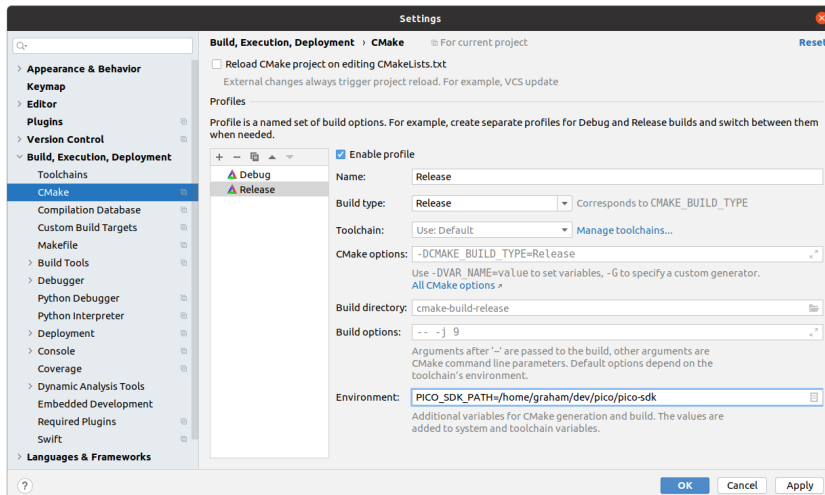 Settings
Build, Execution, Deployment › CMake For current project Reset
Appearance & Behavior
Keymap
Editor
Plugins
Version Control
Build, Execution, Deployment
Toolchains
CMake
Compilation Database
Custom Build Targets
Makefile
Build Tools
Debugger
Python Debugger
Python Interpreter
Deployment
Console
Coverage
Dynamic Analysis Tools
Embedded Development
Required Plugins
Swift
Languages & Frameworks
Reload CMake project on editing CMakeLists.txt
External changes always trigger project reload. For example, VCS update
Profiles
Profile is a named set of build options. For example, create separate profiles for Debug and Release builds and switch between them
when needed.
Debug
Release
Enable profile
Name: Release
Build type: Release Corresponds to CMAKE_BUILD_TYPE
Toolchain: Use: Default Manage toolchains...
CMake options: -DCMAKE_BUILD_TYPE=Release
Use -DVAR_NAME=value to set variables, -G to specify a custom generator.
All CMake options ↗
Build directory: cmake-build-release
Build options: -- -j 9
Arguments after '--' are passed to the build, other arguments are
CMake command line parameters. Default options depend on the
toolchain's environment.
Environment: PICO_SDK_PATH=/home/graham/dev/pico/pico-sdk
Additional variables for CMake generation and build. The values are
added to system and toolchain variables.
? OK Cancel Apply